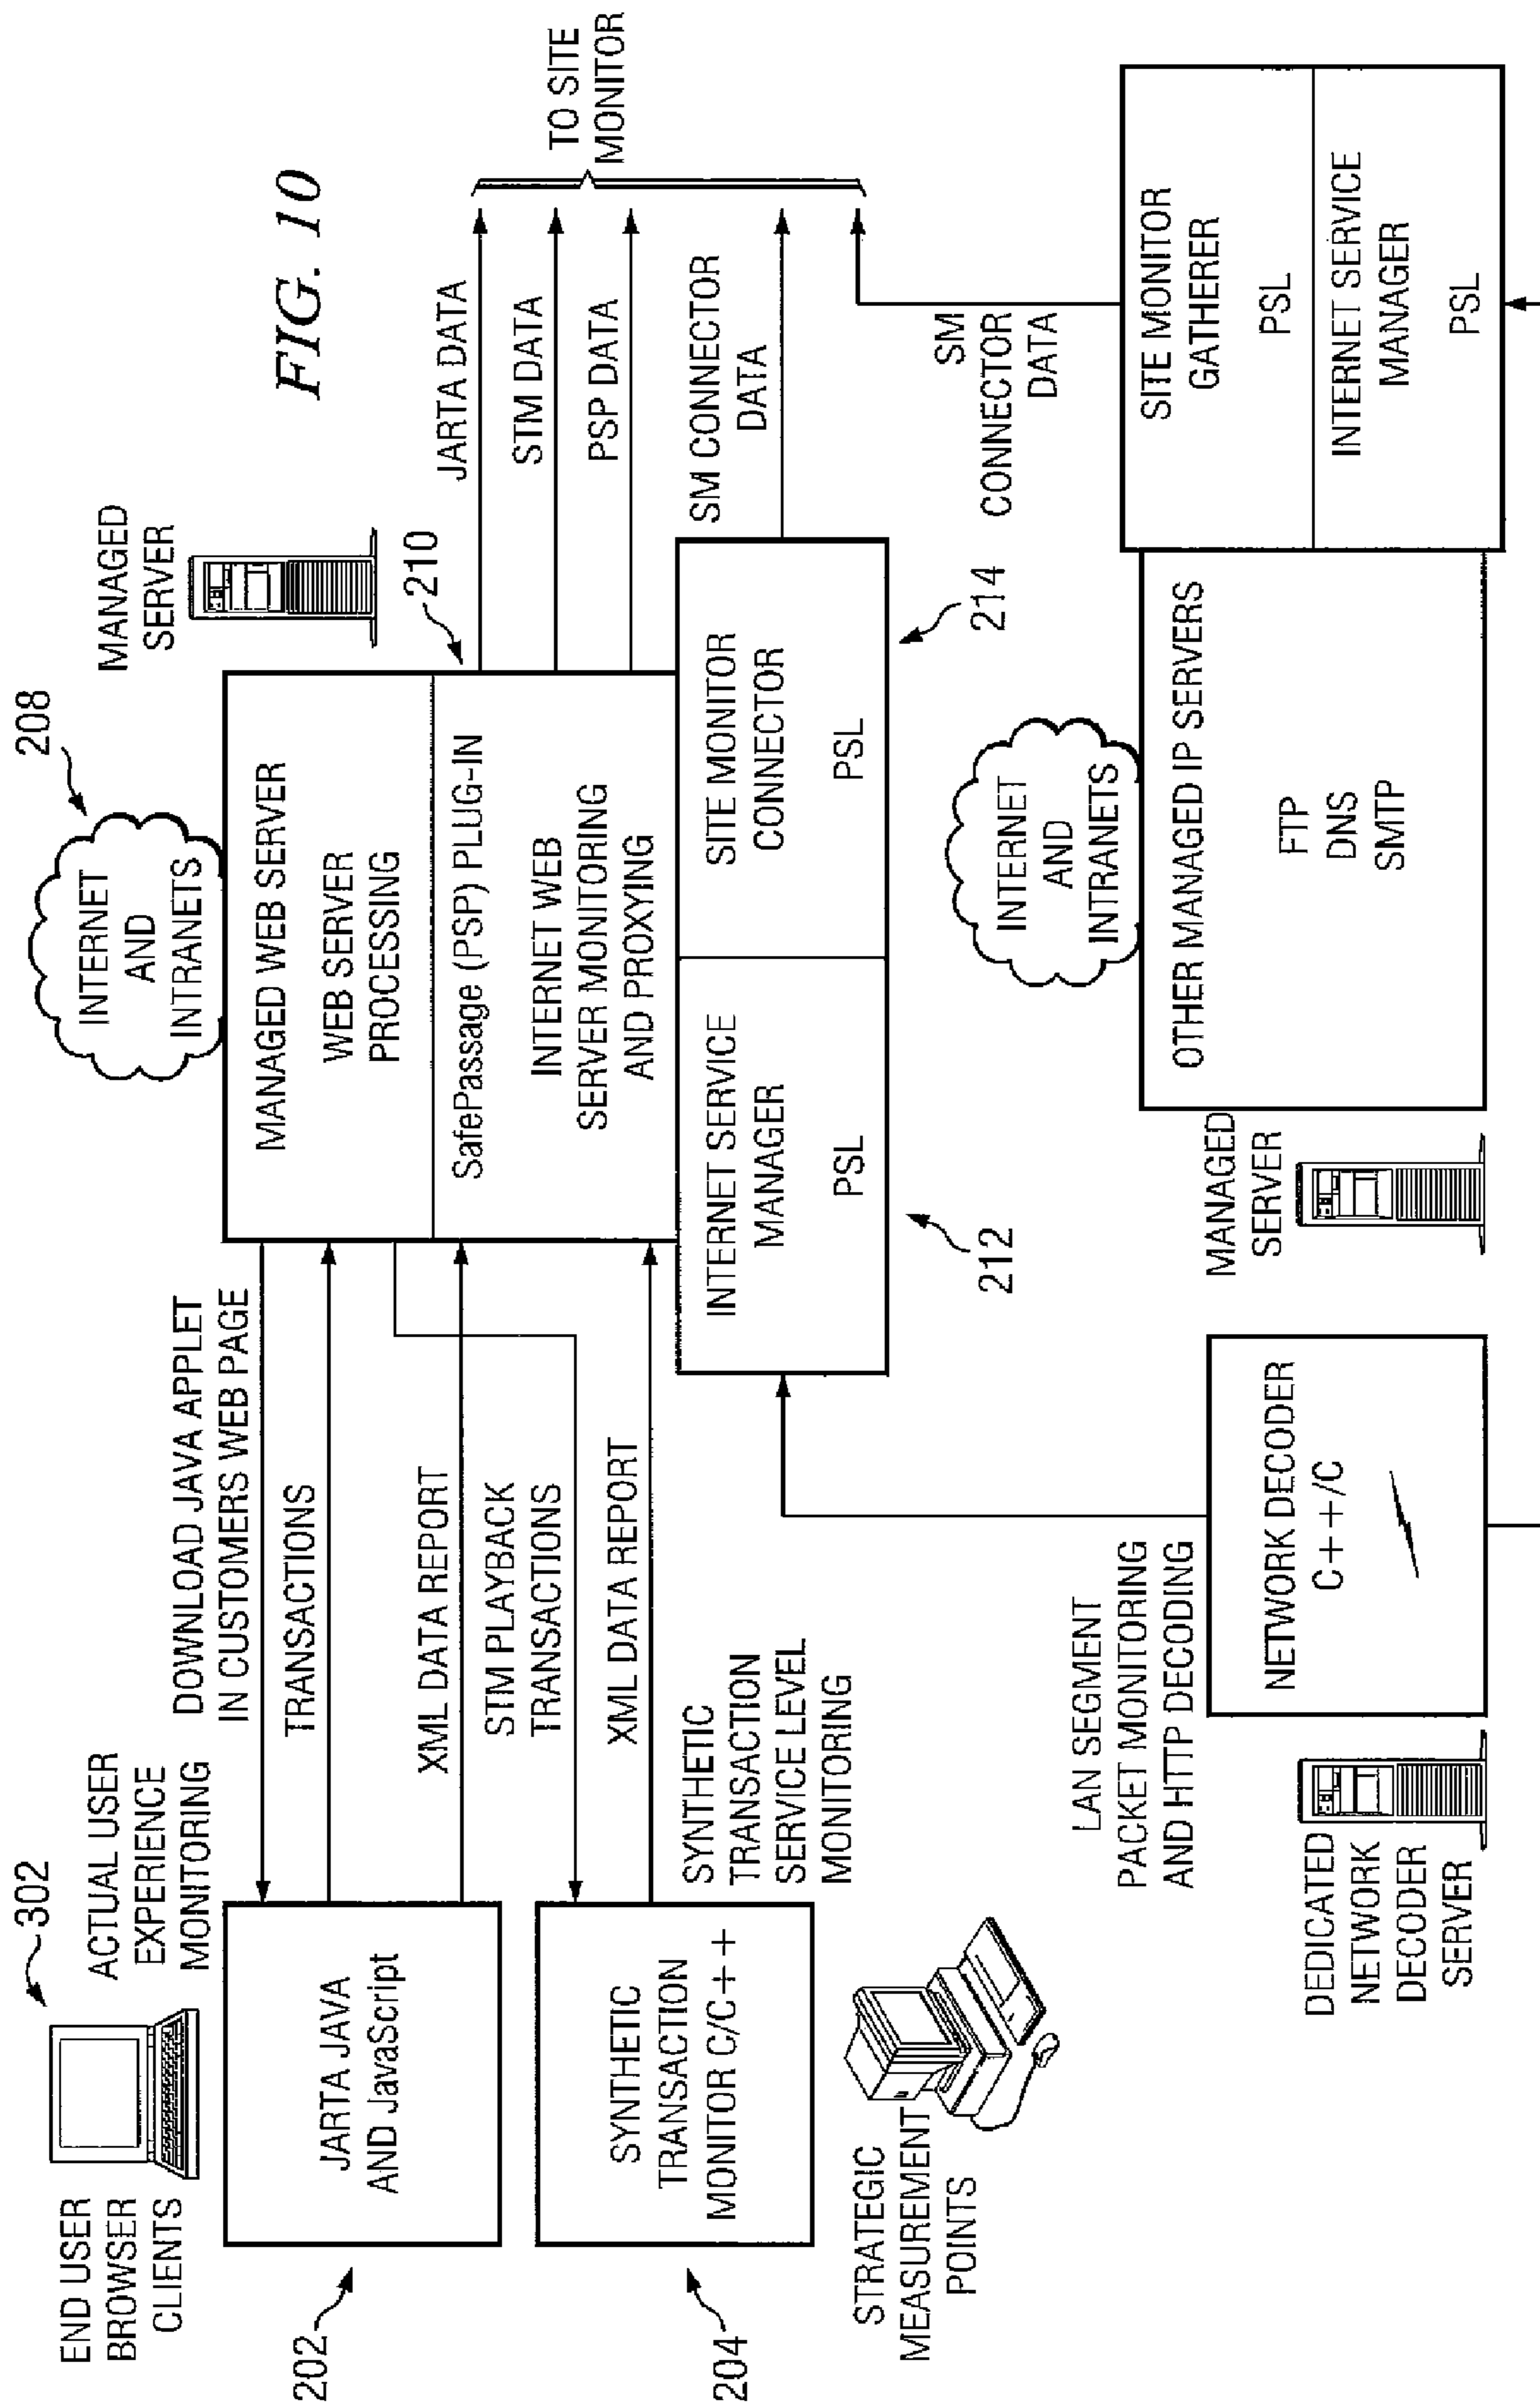 FIG. 10
END USER
BROWSER
CLIENTS
302
ACTUAL USER
EXPERIENCE
MONITORING
202
JARTA JAVA
AND JavaScript
204
SYNTHETIC
TRANSACTION
MONITOR C/C++
STRATEGIC
MEASUREMENT
POINTS
DOWNLOAD JAVA APPLET
IN CUSTOMERS WEB PAGE
TRANSACTIONS
XML DATA REPORT
STM PLAYBACK
TRANSACTIONS
XML DATA REPORT
SYNTHETIC
TRANSACTION
SERVICE LEVEL
MONITORING
208
INTERNET
AND
INTRANETS
MANAGED
SERVER
MANAGED WEB SERVER
WEB SERVER
PROCESSING
SafePassage (PSP) PLUG-IN
INTERNET WEB
SERVER MONITORING
AND PROXYING
210
INTERNET SERVICE
MANAGER
PSL
212
SITE MONITOR
CONNECTOR
PSL
214
JARTA DATA
STM DATA
PSP DATA
SM CONNECTOR
DATA
TO SITE
MONITOR
SM
CONNECTOR
DATA
LAN SEGMENT
PACKET MONITORING
AND HTTP DECODING
DEDICATED
NETWORK
DECODER
SERVER
NETWORK DECODER
C++/C
MANAGED
SERVER
INTERNET
AND
INTRANETS
OTHER MANAGED IP SERVERS
FTP
DNS
SMTP
SITE MONITOR
GATHERER
PSL
INTERNET SERVICE
MANAGER
PSL